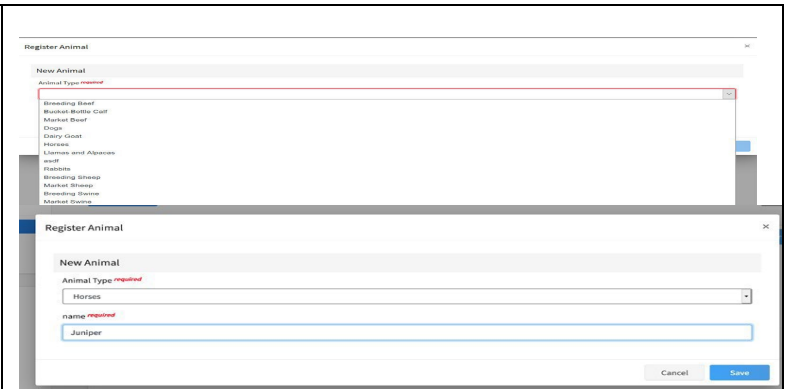 Register Animal ×
New Animal
Animal Type required
Breeding Beef
Bucket-Bottle Calf
Market Beef
Dogs
Dairy Goat
Horses
Llamas and Alpacas
asdf
Rabbits
Breeding Sheep
Market Sheep
Breeding Swine
Market Swine
Register Animal ×
New Animal
Animal Type required
Horses
name required
Juniper
Cancel Save